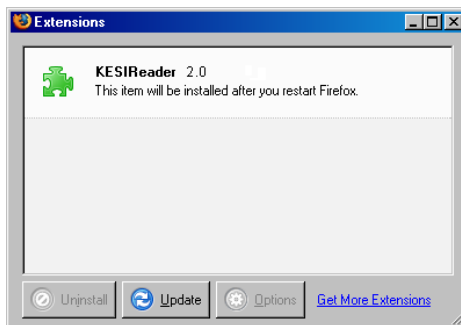 Extensions
KESIReader 2.0
This item will be installed after you restart Firefox.
Uninstall Update Options Get More Extensions